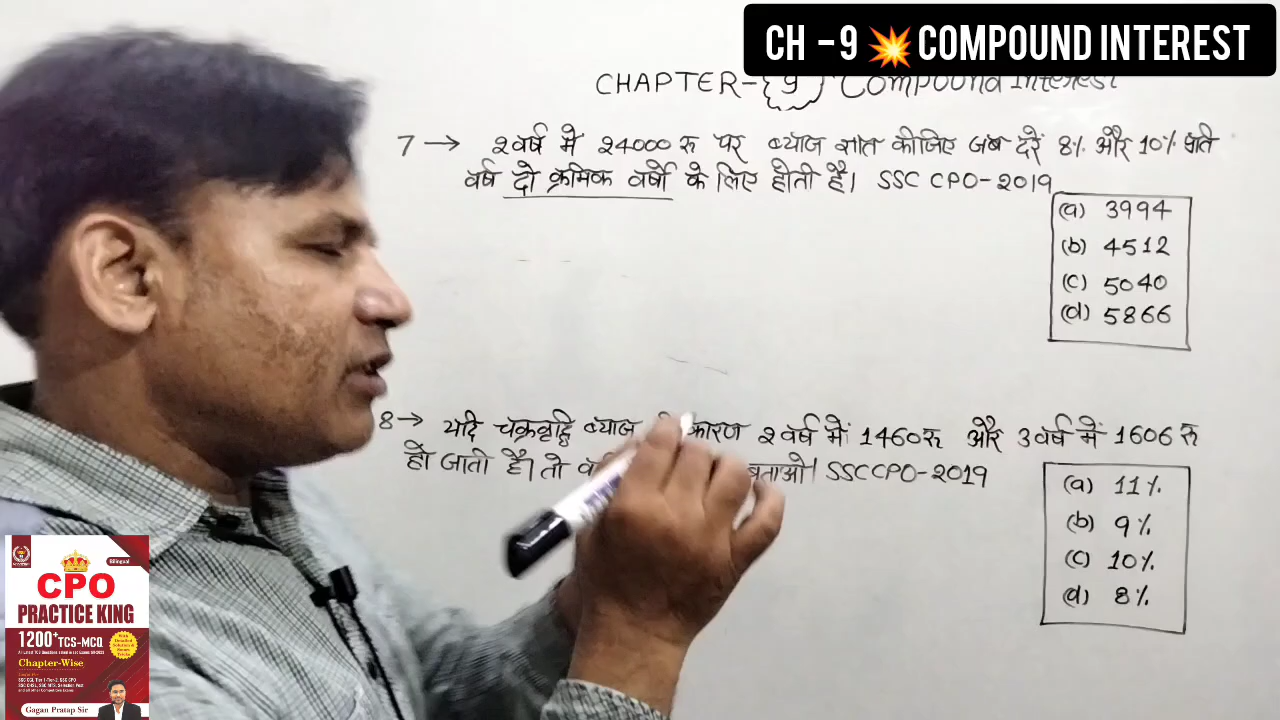 CH - 9 💥 COMPOUND INTEREST
CHAPTER-{9} Compound Interest
7 → 2 वर्ष में 24000 रु पर ब्याज ज्ञात कीजिए जब दरें 8% और 10% प्रति
वर्ष दो क्रमिक वर्षो के लिए होती है। SSC CPO-2019
(a) 3994
(b) 4512
(c) 5040
(d) 5866
8 → यदि चक्रवृद्धि ब्याज कारण 2 वर्ष में 1460 रु और 3 वर्ष में 1606 रु
हो जाती है। तो बताओ। SSC CPO-2019
(a) 11%
(b) 9%
(c) 10%
(d) 8%
Bilingual
CPO
PRACTICE KING
1200+ TCS-MCQ
Chapter-Wise
Gagan Pratap Sir